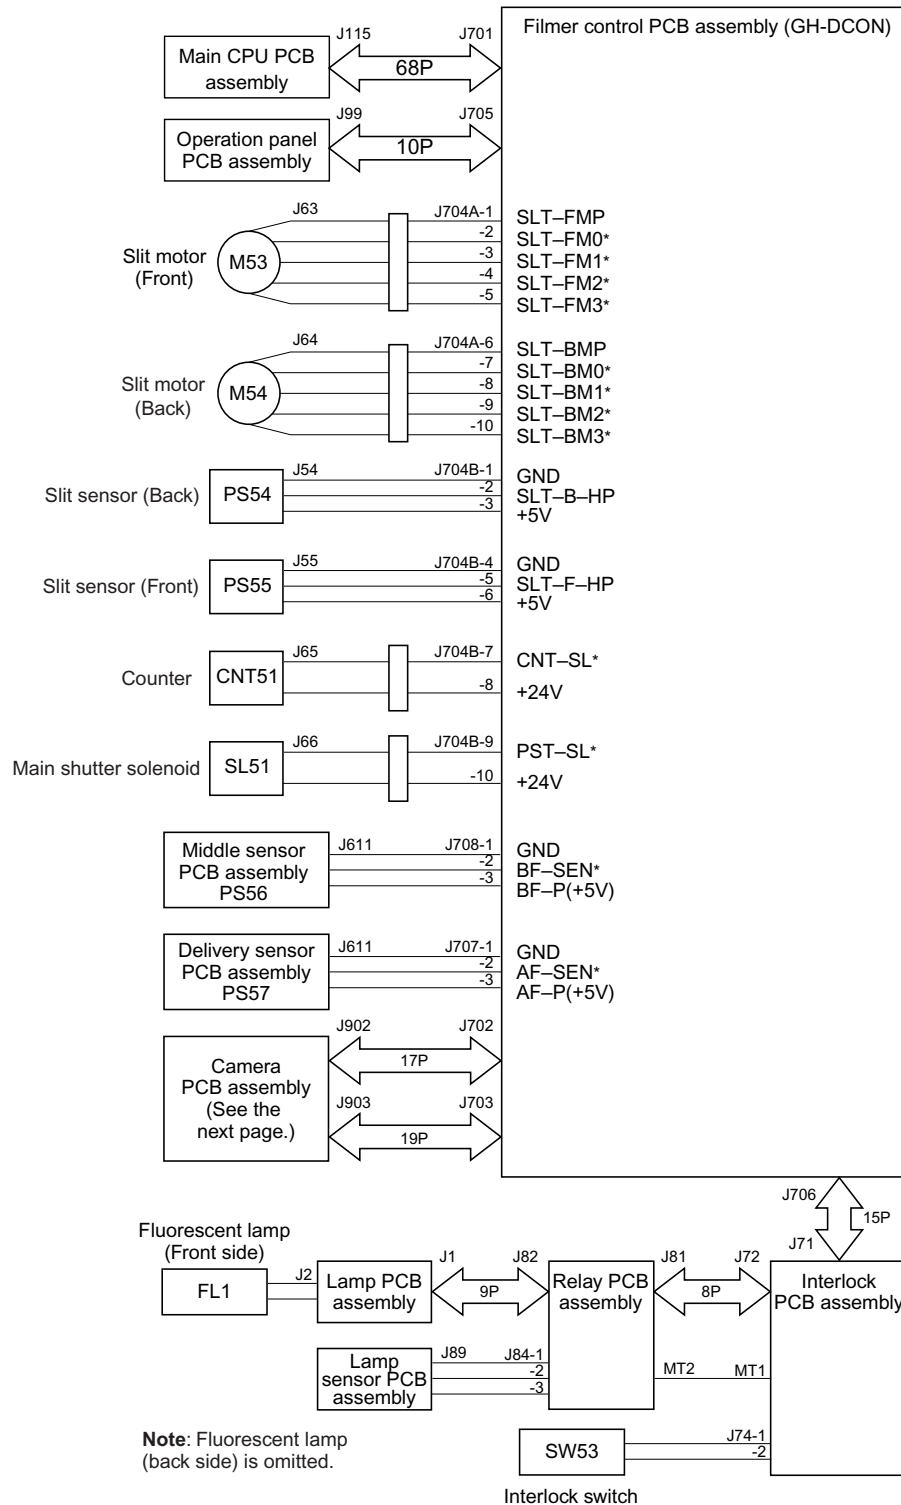 Filmer control PCB assembly (GH-DCON)
J115
J701
Main CPU PCB
assembly
68P
J99
J705
Operation panel
PCB assembly
10P
J63
J704A-1
SLT–FMP
-2
SLT–FM0*
Slit motor
(Front)
M53
-3
SLT–FM1*
-4
SLT–FM2*
-5
SLT–FM3*
J64
J704A-6
SLT–BMP
-7
SLT–BM0*
Slit motor
(Back)
M54
-8
SLT–BM1*
-9
SLT–BM2*
-10
SLT–BM3*
J54
J704B-1
GND
Slit sensor (Back)
PS54
-2
SLT–B–HP
-3
+5V
J55
J704B-4
GND
Slit sensor (Front)
PS55
-5
SLT–F–HP
-6
+5V
J65
J704B-7
CNT–SL*
Counter
CNT51
-8
+24V
J66
J704B-9
PST–SL*
Main shutter solenoid
SL51
-10
+24V
Middle sensor
PCB assembly
PS56
J611
J708-1
GND
-2
BF–SEN*
-3
BF–P(+5V)
Delivery sensor
PCB assembly
PS57
J611
J707-1
GND
-2
AF–SEN*
-3
AF–P(+5V)
J902
J702
17P
Camera
PCB assembly
(See the
next page.)
J903
J703
19P
J706
15P
J71
Fluorescent lamp
(Front side)
FL1
J2
Lamp PCB
assembly
J1
J82
9P
Relay PCB
assembly
J81
J72
8P
Interlock
PCB assembly
Lamp
sensor PCB
assembly
J89
J84-1
-2
-3
MT2
MT1
Note: Fluorescent lamp
(back side) is omitted.
SW53
J74-1
-2
Interlock switch